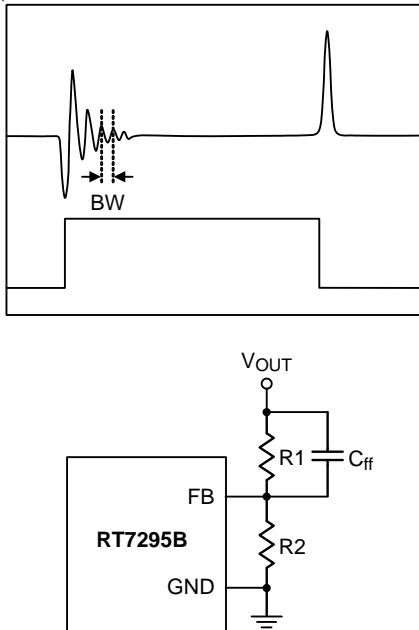 BW
VOUT
R1
Cff
FB
RT7295B
R2
GND